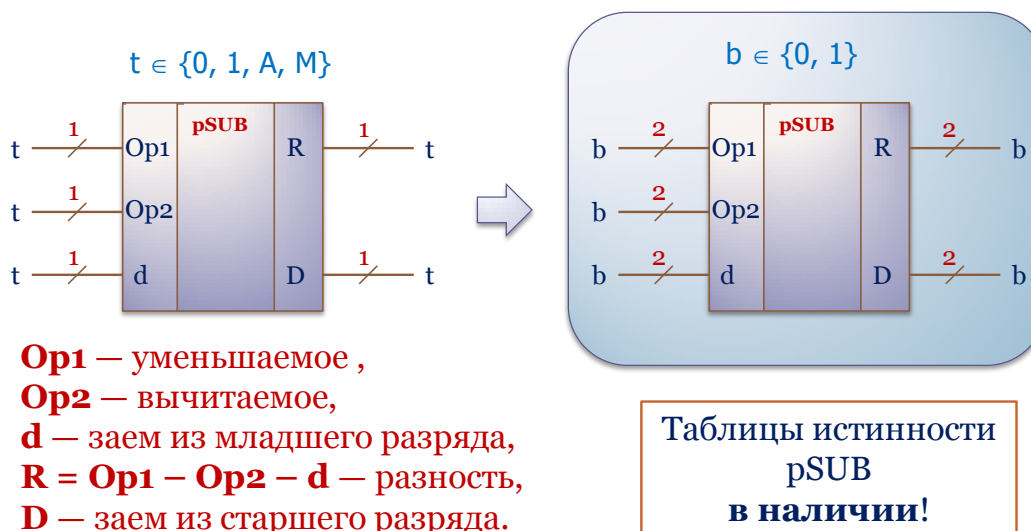 t ∈ {0, 1, A, M}
b ∈ {0, 1}
pSUB
t 1 Op1 R 1 t
t 1 Op2
t 1 d D 1 t
pSUB
b 2 Op1 R 2 b
b 2 Op2
b 2 d D 2 b
Op1 — уменьшаемое ,
Op2 — вычитаемое,
d — заем из младшего разряда,
R = Op1 – Op2 – d — разность,
D — заем из старшего разряда.
Таблицы истинности
pSUB
в наличии!